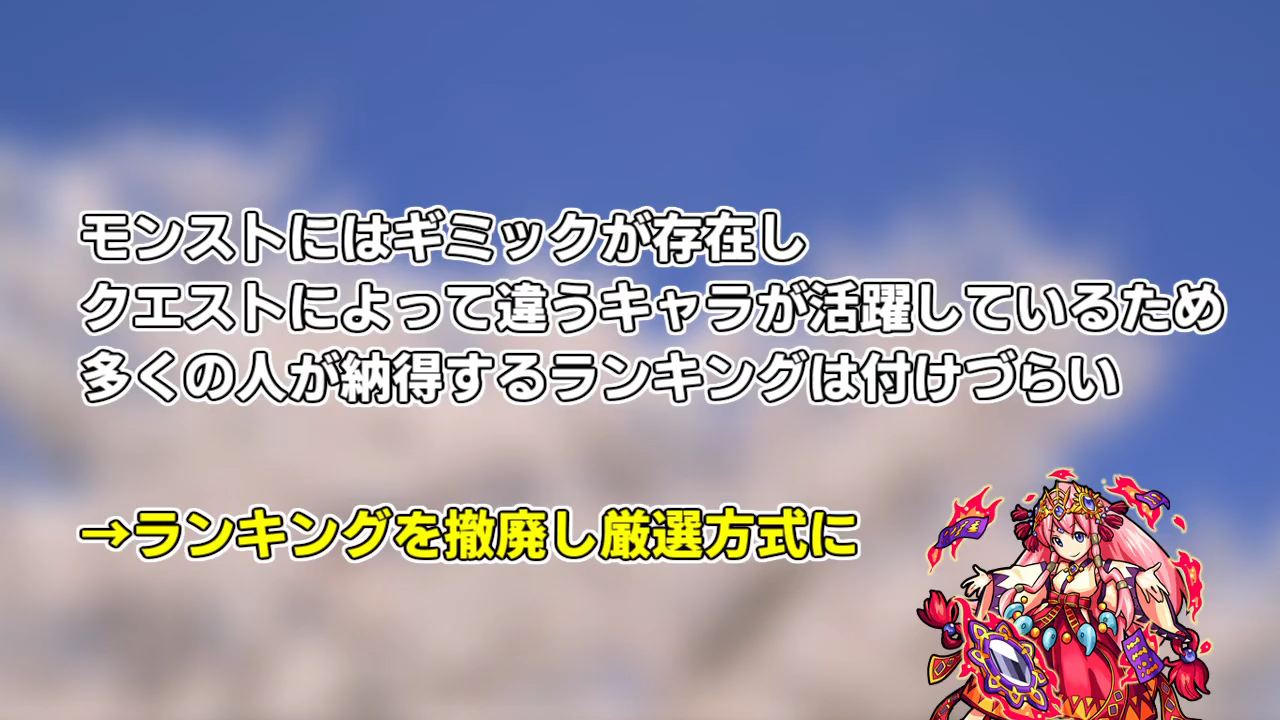 モンストにはギミックが存在し
クエストによって違うキャラが活躍しているため
多くの人が納得するランキングは付けづらい
→ランキングを撤廃し厳選方式に